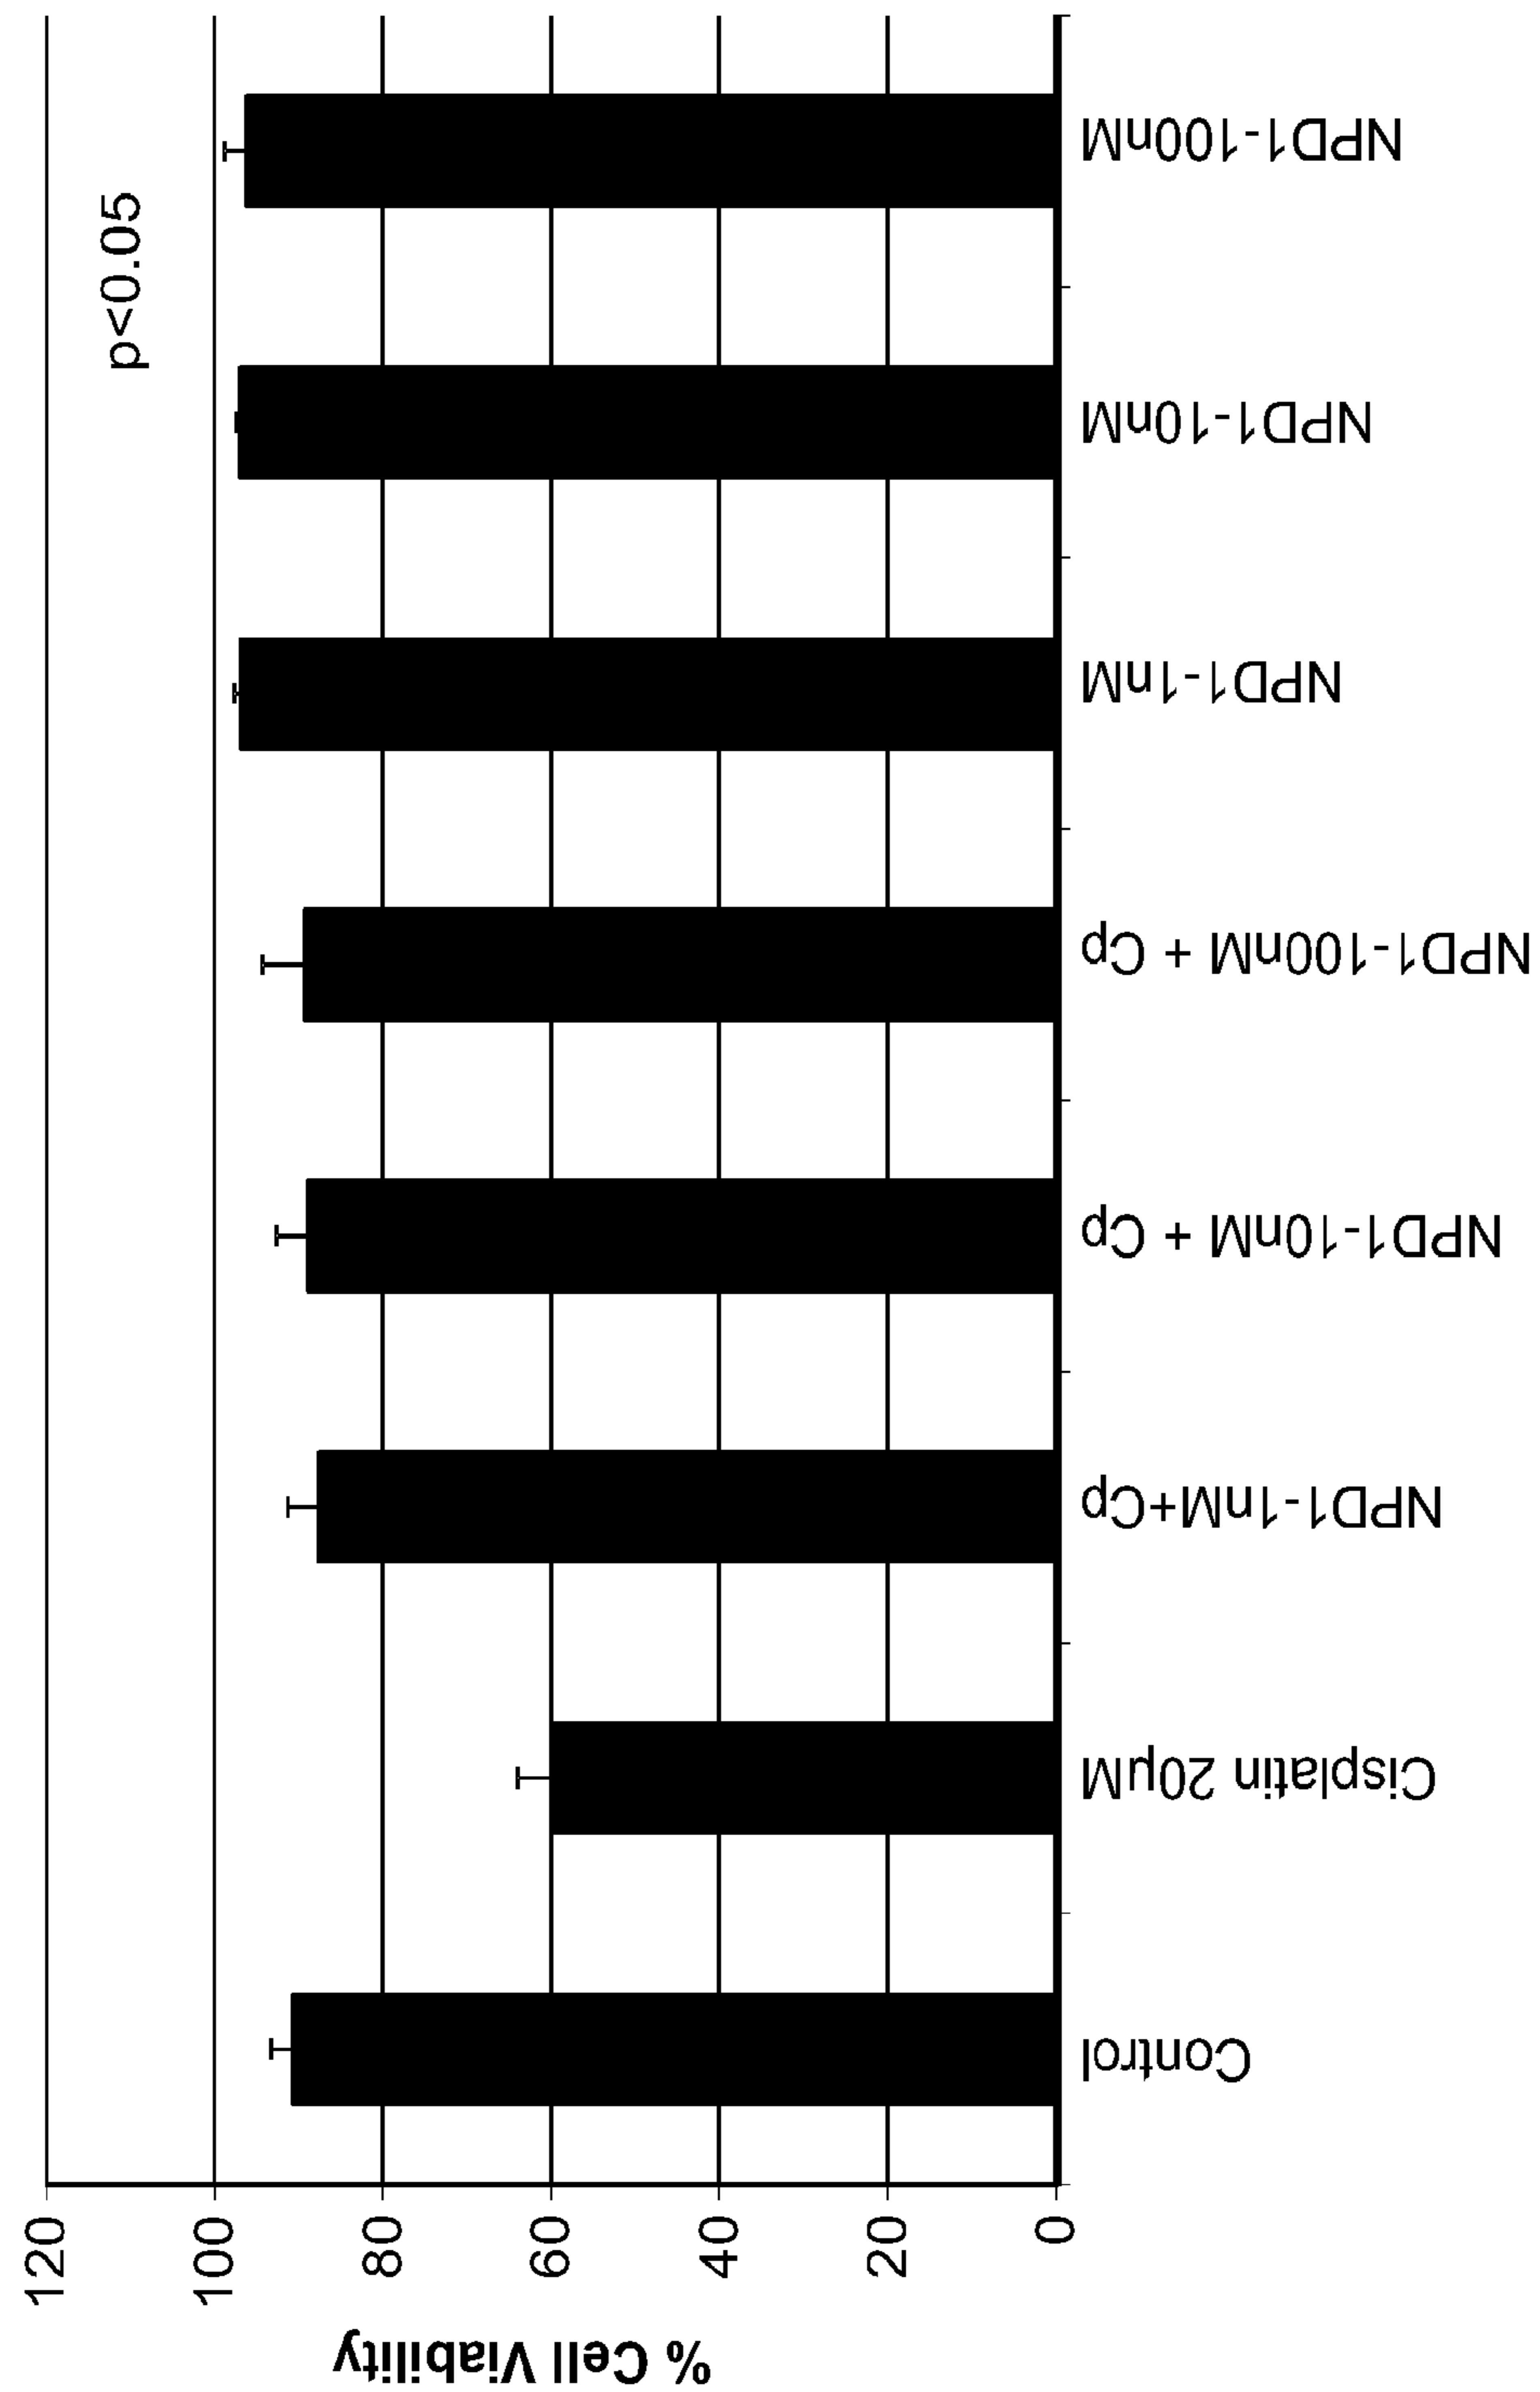 % Cell Viability
120
100
80
60
40
20
0
p<0.05
Control
Cisplatin 20µM
NPD1-1nM+Cp
NPD1-10nM + Cp
NPD1-100nM + Cp
NPD1-1nM
NPD1-10nM
NPD1-100nM